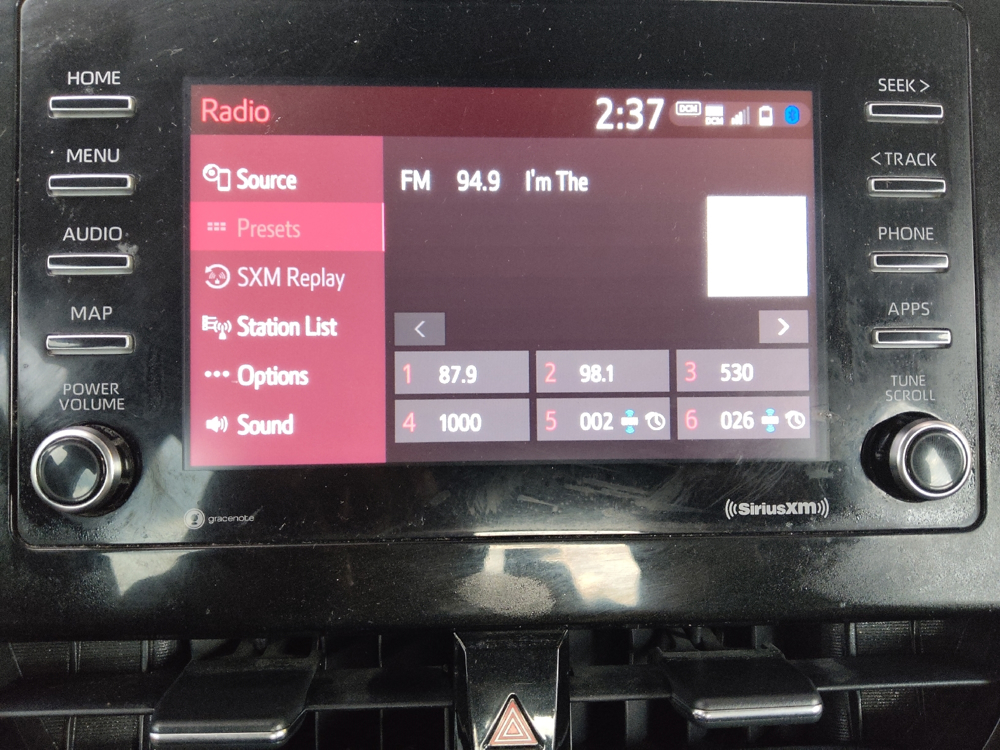 HOME
MENU
AUDIO
MAP
POWER
VOLUME
Radio
2:37
DCM
DCM
Source
Presets
SXM Replay
Station List
Options
Sound
FM 94.9 I'm The
<
>
1 87.9
2 98.1
3 530
4 1000
5 002
6 026
SEEK >
< TRACK
PHONE
APPS
TUNE
SCROLL
gracenote
((SiriusXM))